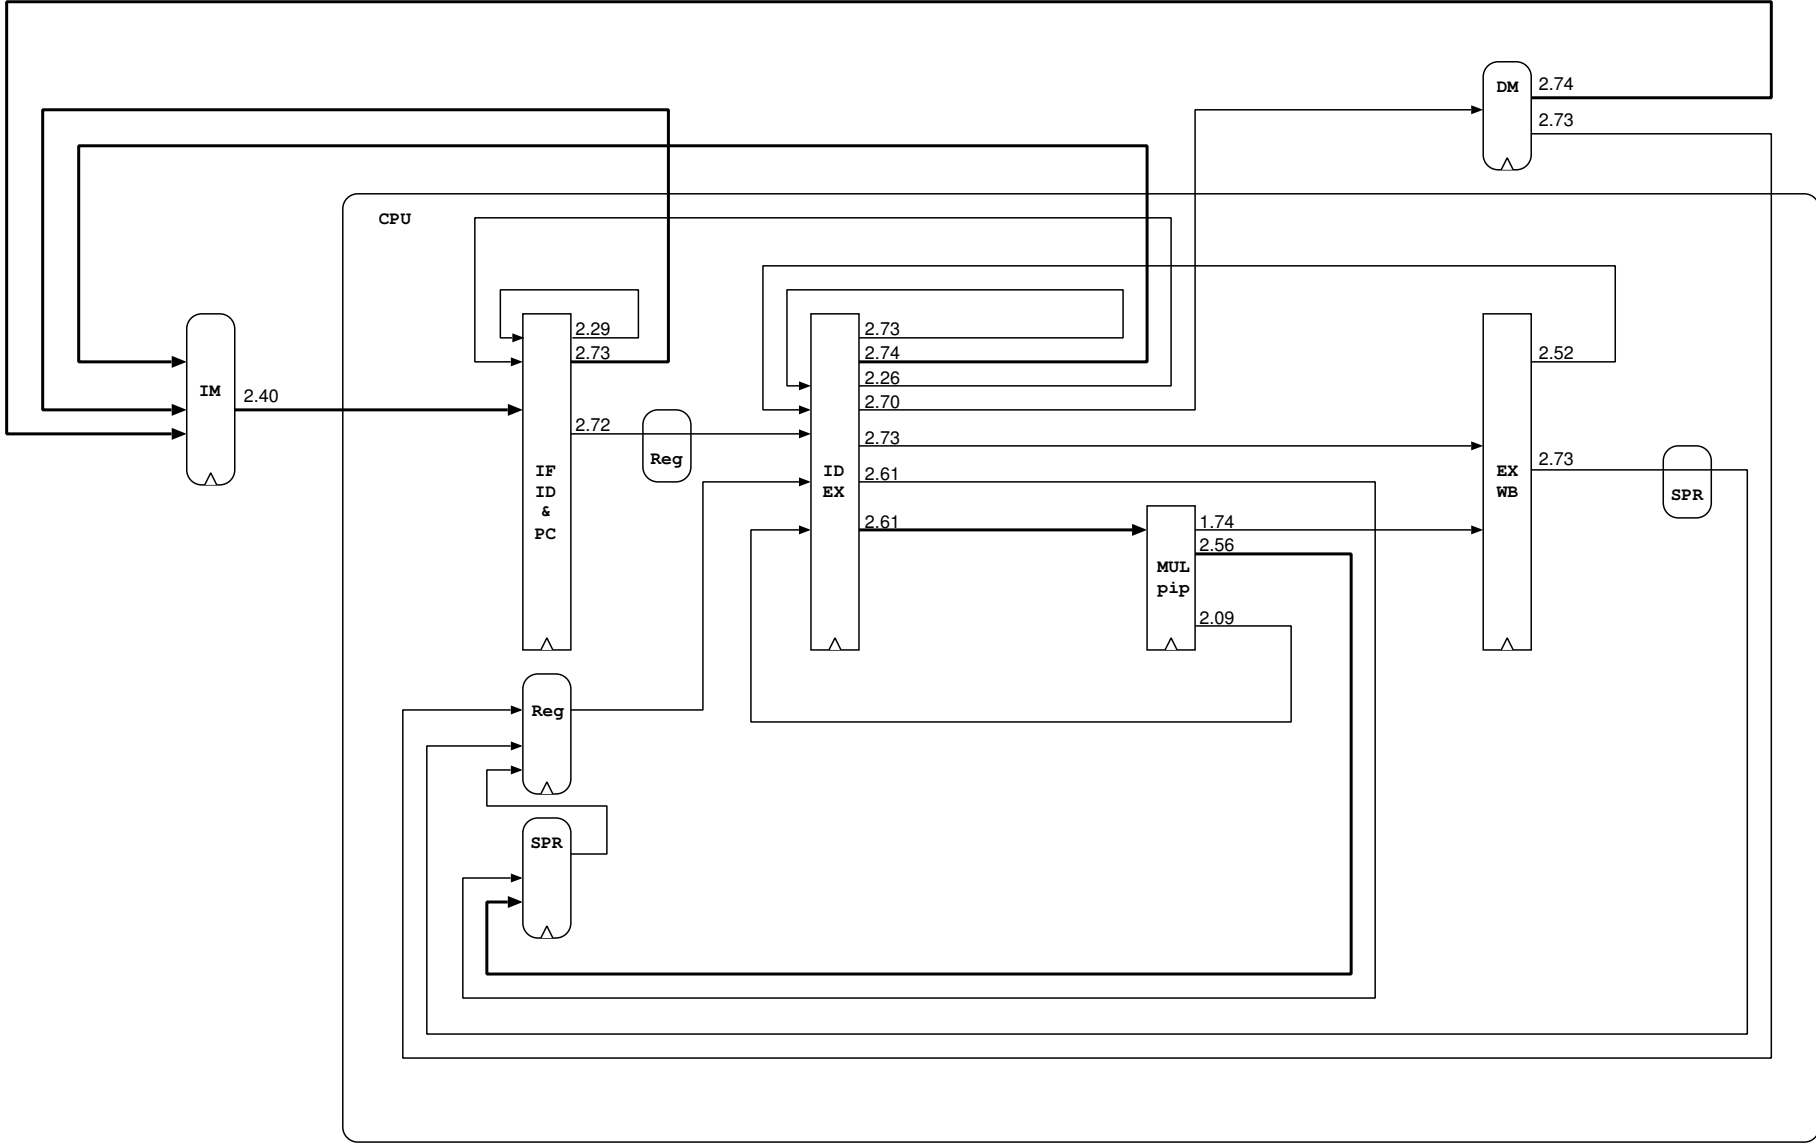 DM
2.74
2.73
CPU
2.29
2.73
2.72
2.73
2.74
2.26
2.70
2.73
2.61
2.61
2.52
2.73
IM
2.40
Reg
IF
ID
&
PC
ID
EX
EX
WB
SPR
1.74
2.56
MUL
pip
2.09
Reg
SPR